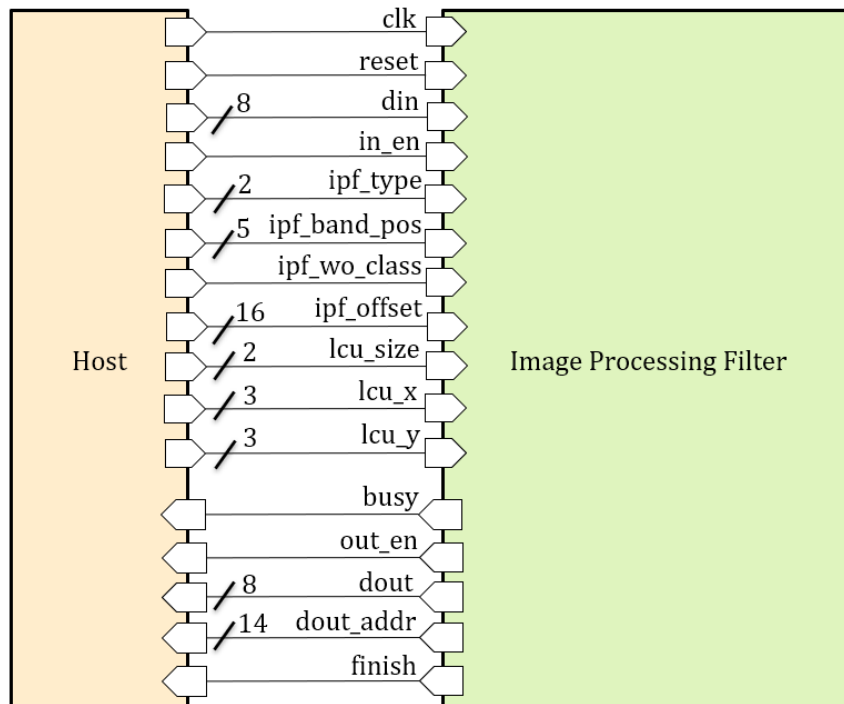 clk
reset
8 din
in_en
2 ipf_type
5 ipf_band_pos
ipf_wo_class
16 ipf_offset
Host 2 lcu_size Image Processing Filter
3 lcu_x
3 lcu_y
busy
out_en
8 dout
14 dout_addr
finish